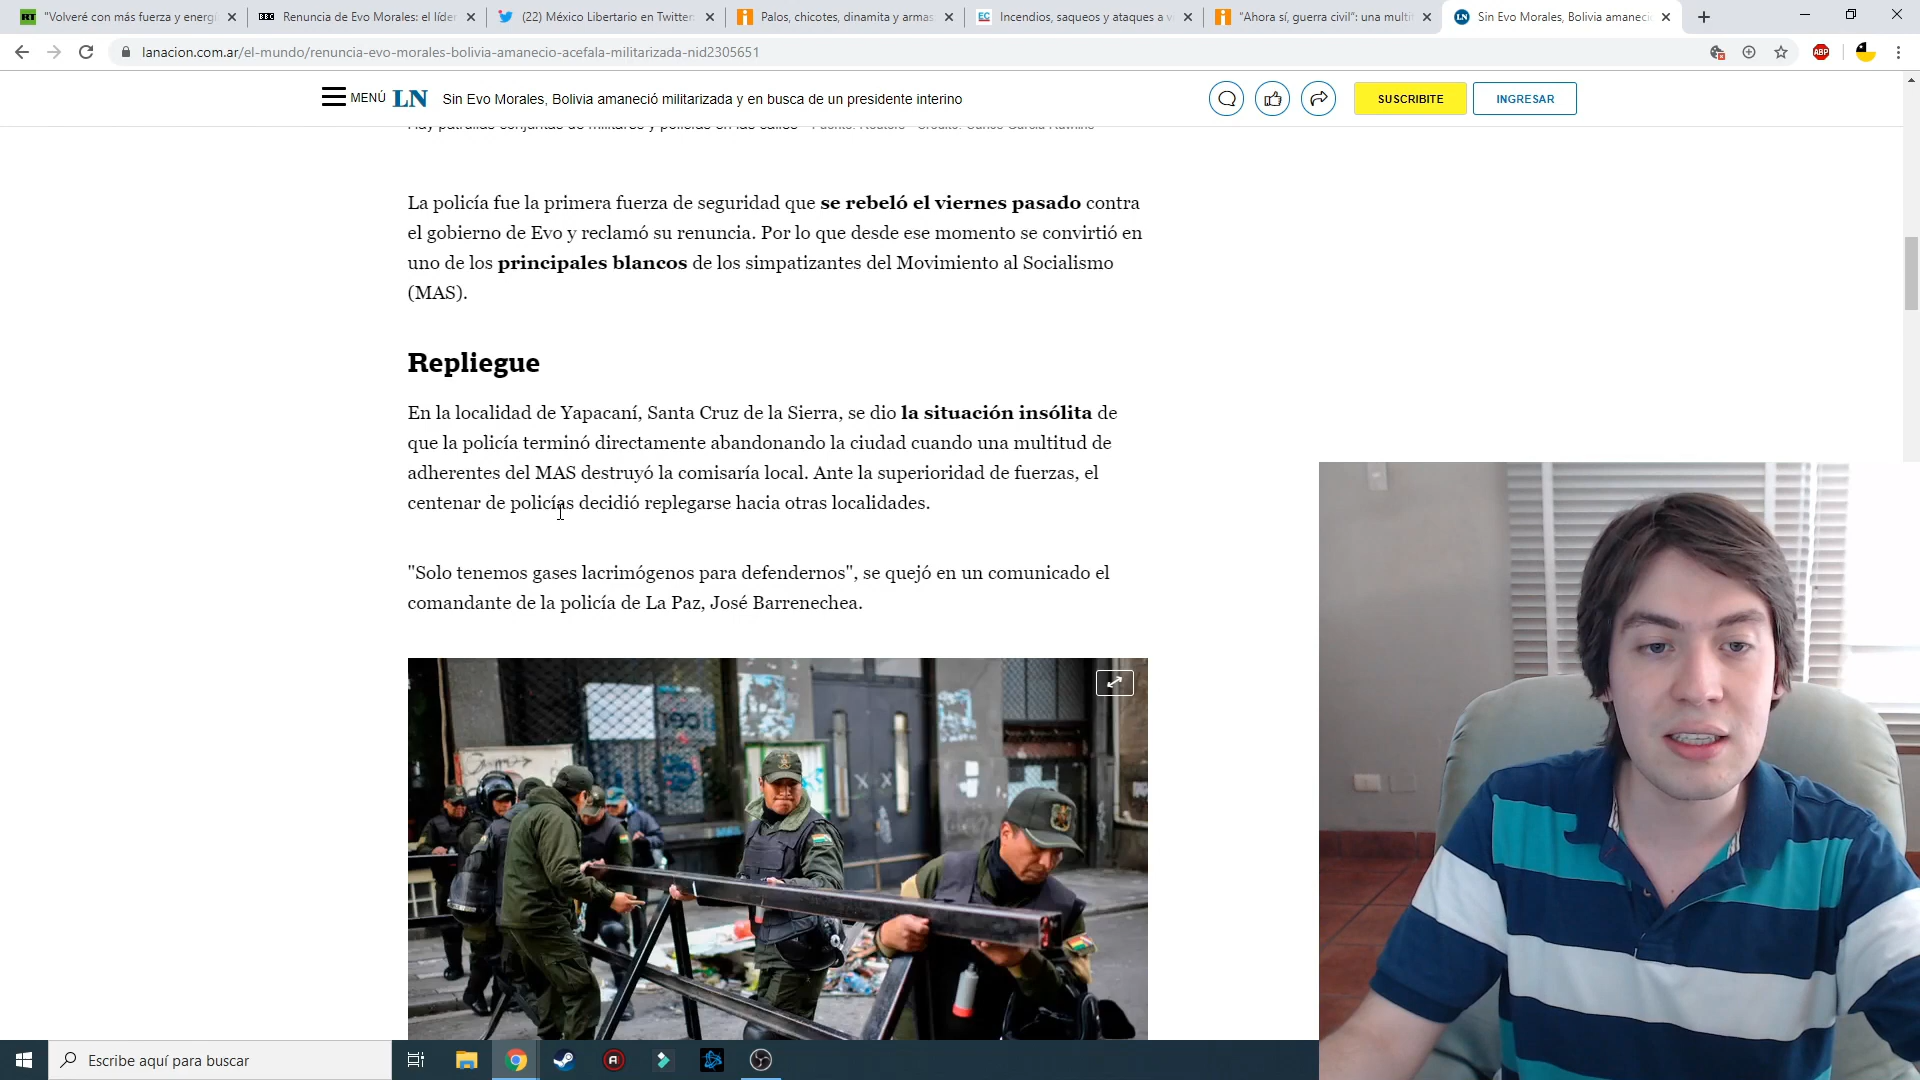 "Volveré con más fuerza y energí
BBC Renuncia de Evo Morales: el líder
(22) México Libertario en Twitter
Palos, chicotes, dinamita y armas
EC Incendios, saqueos y ataques a v
"Ahora sí, guerra civil": una multi
LN Sin Evo Morales, Bolivia amaneci
lanacion.com.ar/el-mundo/renuncia-evo-morales-bolivia-amanecio-acefala-militarizada-nid2305651
ABP
MENÚ LN Sin Evo Morales, Bolivia amaneció militarizada y en busca de un presidente interino
SUSCRIBITE
INGRESAR
La policía fue la primera fuerza de seguridad que se rebeló el viernes pasado contra
el gobierno de Evo y reclamó su renuncia. Por lo que desde ese momento se convirtió en
uno de los principales blancos de los simpatizantes del Movimiento al Socialismo
(MAS).
Repliegue
En la localidad de Yapacaní, Santa Cruz de la Sierra, se dio la situación insólita de
que la policía terminó directamente abandonando la ciudad cuando una multitud de
adherentes del MAS destruyó la comisaría local. Ante la superioridad de fuerzas, el
centenar de policías decidió replegarse hacia otras localidades.
"Solo tenemos gases lacrimógenos para defendernos", se quejó en un comunicado el
comandante de la policía de La Paz, José Barrenechea.
Escribe aquí para buscar